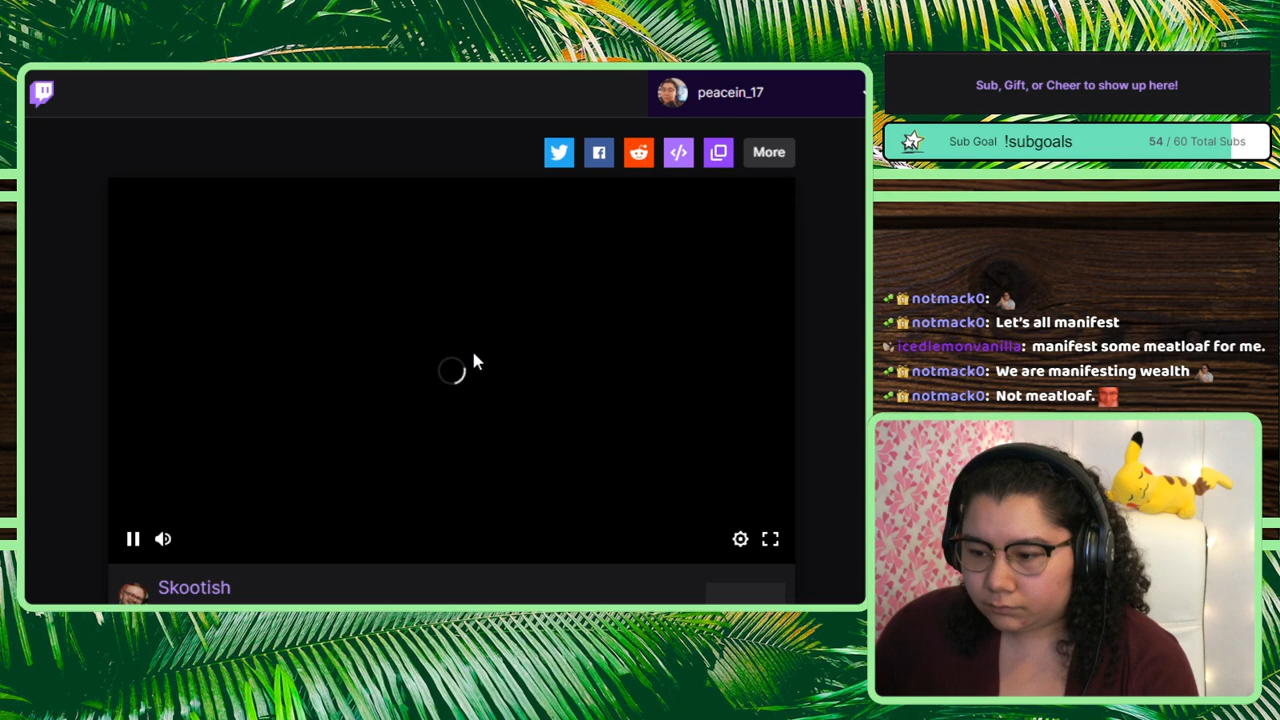 peacein_17
More
Skootish
Sub, Gift, or Cheer to show up here!
Sub Goal !subgoals 54 / 60 Total Subs
notmack0:
notmack0: Let's all manifest
icedlemonvanilla: manifest some meatloaf for me.
notmack0: We are manifesting wealth
notmack0: Not meatloaf.